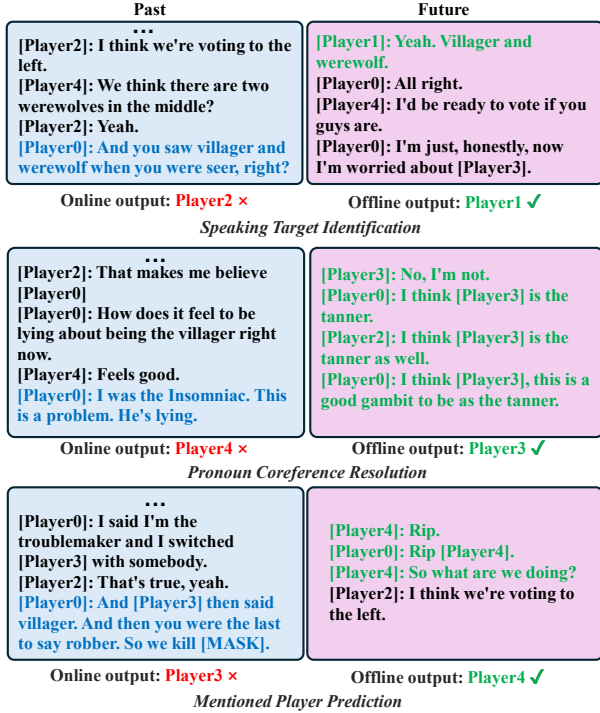 Past
Future
...
[Player2]: I think we're voting to the
left.
[Player4]: We think there are two
werewolves in the middle?
[Player2]: Yeah.
[Player0]: And you saw villager and
werewolf when you were seer, right?
[Player1]: Yeah. Villager and
werewolf.
[Player0]: All right.
[Player4]: I'd be ready to vote if you
guys are.
[Player0]: I'm just, honestly, now
I'm worried about [Player3].
Online output: Player2 ×
Offline output: Player1 ✓
Speaking Target Identification
...
[Player2]: That makes me believe
[Player0]
[Player0]: How does it feel to be
lying about being the villager right
now.
[Player4]: Feels good.
[Player0]: I was the Insomniac. This
is a problem. He's lying.
[Player3]: No, I'm not.
[Player0]: I think [Player3] is the
tanner.
[Player2]: I think [Player3] is the
tanner as well.
[Player0]: I think [Player3], this is a
good gambit to be as the tanner.
Online output: Player4 ×
Offline output: Player3 ✓
Pronoun Coreference Resolution
...
[Player0]: I said I'm the
troublemaker and I switched
[Player3] with somebody.
[Player2]: That's true, yeah.
[Player0]: And [Player3] then said
villager. And then you were the last
to say robber. So we kill [MASK].
[Player4]: Rip.
[Player0]: Rip [Player4].
[Player4]: So what are we doing?
[Player2]: I think we're voting to
the left.
Online output: Player3 ×
Offline output: Player4 ✓
Mentioned Player Prediction